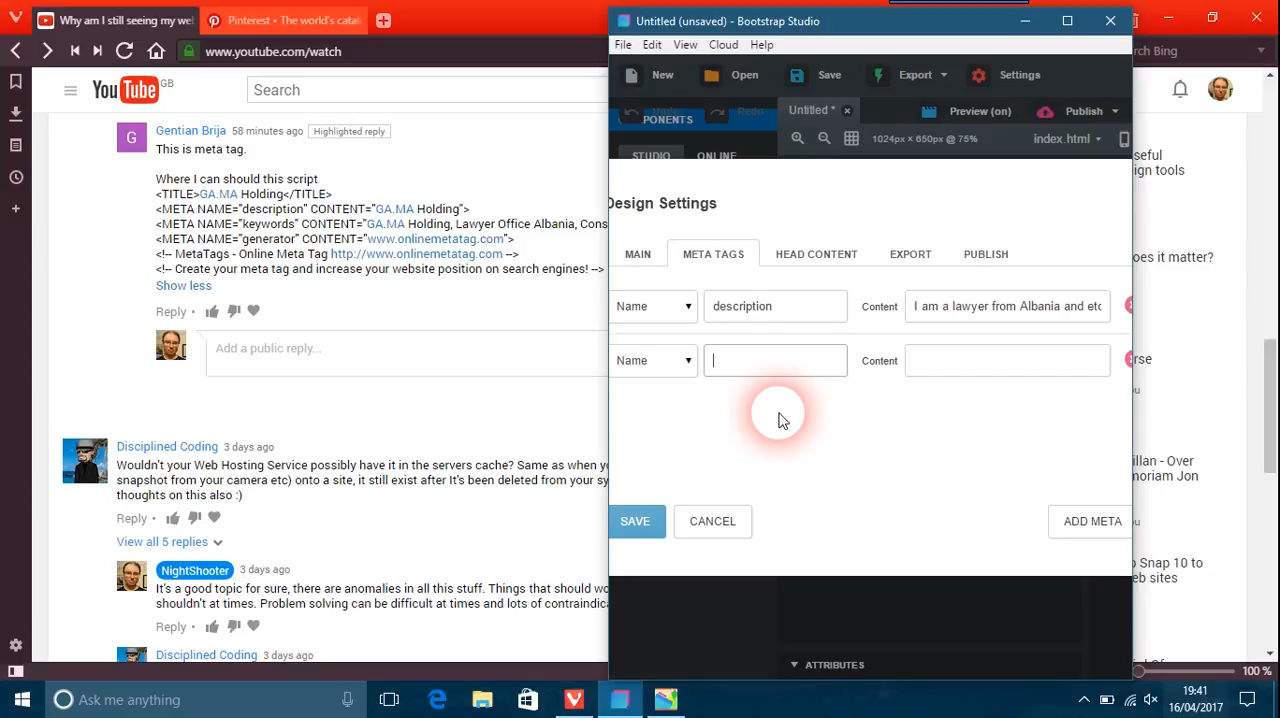 Why am I still seeing my we
Pinterest • The world's catal
Untitled (unsaved) - Bootstrap Studio
www.youtube.com/watch
Search Bing
File Edit View Cloud Help
New Open Save Export Settings
YouTube GB
Search
Undo Redo
Untitled *
Preview (on) Publish
PONENTS
1024px × 650px @ 75% index.html
STUDIO ONLINE
Gentian Brija 58 minutes ago Highlighted reply
This is meta tag.
Where I can should this script
<TITLE>GA.MA Holding</TITLE>
<META NAME="description" CONTENT="GA.MA Holding">
<META NAME="keywords" CONTENT="GA.MA Holding, Lawyer Office Albania, Cons
<META NAME="generator" CONTENT="www.onlinemetatag.com">
<!-- MetaTags - Online Meta Tag http://www.onlinemetatag.com -->
<!-- Create your meta tag and increase your website position on search engines! -->
Show less
Reply
Add a public reply...
Disciplined Coding 3 days ago
Wouldn't your Web Hosting Service possibly have it in the servers cache? Same as when yo
snapshot from your camera etc) onto a site, it still exist after It's been deleted from your sy
thoughts on this also :)
Reply
View all 5 replies
NightShooter 3 days ago
It's a good topic for sure, there are anomalies in all this stuff. Things that should wo
shouldn't at times. Problem solving can be difficult at times and lots of contraindica
Reply
Disciplined Coding 3 days ago
Design Settings
MAIN META TAGS HEAD CONTENT EXPORT PUBLISH
Name description Content I am a lawyer from Albania and etc
Name Content
SAVE CANCEL ADD META
ATTRIBUTES
seful
ign tools
oes it matter?
rse
ou
illan - Over
moriam Jon
ou
o Snap 10 to
eb sites
100 %
Ask me anything
19:41
16/04/2017